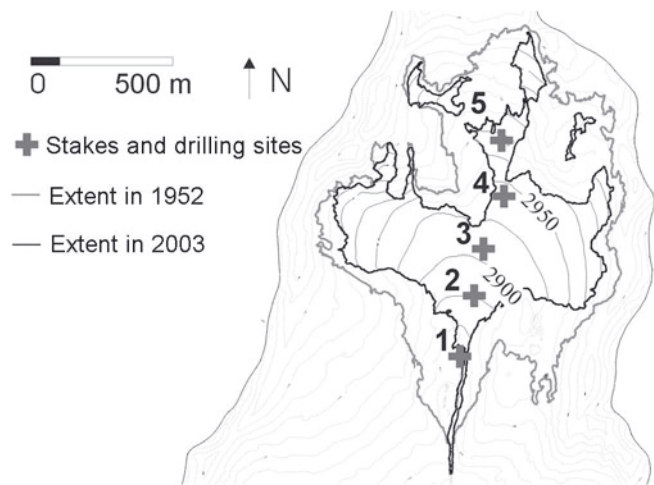 0 500 m
N
Stakes and drilling sites
Extent in 1952
Extent in 2003
5
4
2950
3
2900
2
1